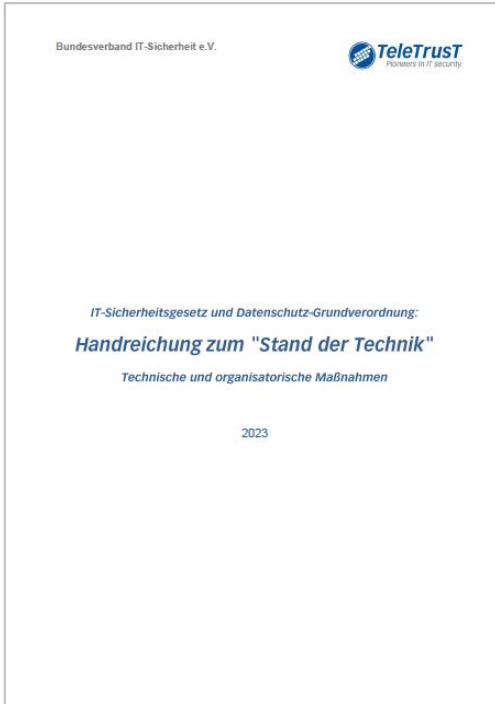 Bundesverband IT-Sicherheit e.V.
TeleTrusT
Pioneers in IT security.
IT-Sicherheitsgesetz und Datenschutz-Grundverordnung:
Handreichung zum "Stand der Technik"
Technische und organisatorische Maßnahmen
2023